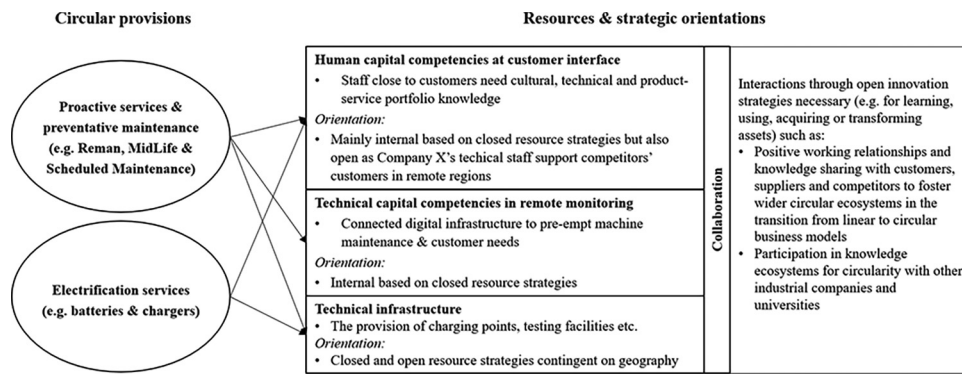 Circular provisions
Resources & strategic orientations
Proactive services &
preventative maintenance
(e.g. Reman, MidLife &
Scheduled Maintenance)
Electrification services
(e.g. batteries & chargers)
Human capital competencies at customer interface
• Staff close to customers need cultural, technical and product-
service portfolio knowledge
Orientation:
• Mainly internal based on closed resource strategies but also
open as Company X's techical staff support competitors'
customers in remote regions
Technical capital competencies in remote monitoring
• Connected digital infrastructure to pre-empt machine
maintenance & customer needs
Orientation:
• Internal based on closed resource strategies
Technical infrastructure
• The provision of charging points, testing facilities etc.
Orientation:
• Closed and open resource strategies contingent on geography
Collaboration
Interactions through open innovation
strategies necessary (e.g. for learning,
using, acquiring or transforming
assets) such as:
• Positive working relationships and
knowledge sharing with customers,
suppliers and competitors to foster
wider circular ecosystems in the
transition from linear to circular
business models
• Participation in knowledge
ecosystems for circularity with other
industrial companies and
universities